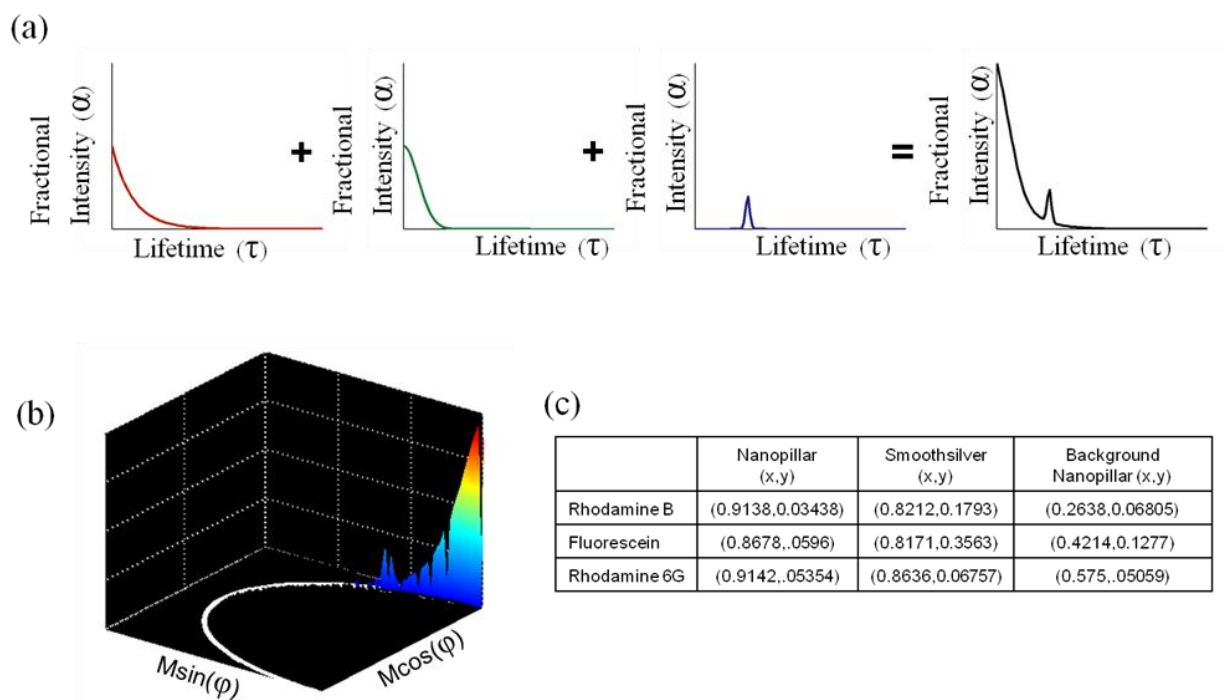 (a)
Fractional
Intensity (α)
Lifetime (τ)
+
Fractional
Intensity (α)
Lifetime (τ)
+
Fractional
Intensity (α)
Lifetime (τ)
=
Fractional
Intensity (α)
Lifetime (τ)
(b)
Msin(φ)
Mcos(φ)
(c)
Nanopillar (x,y) Smoothsilver (x,y) Background Nanopillar (x,y)
Rhodamine B (0.9138,0.03438) (0.8212,0.1793) (0.2638,0.06805)
Fluorescein (0.8678,.0596) (0.8171,0.3563) (0.4214,0.1277)
Rhodamine 6G (0.9142,.05354) (0.8636,0.06757) (0.575,.05059)